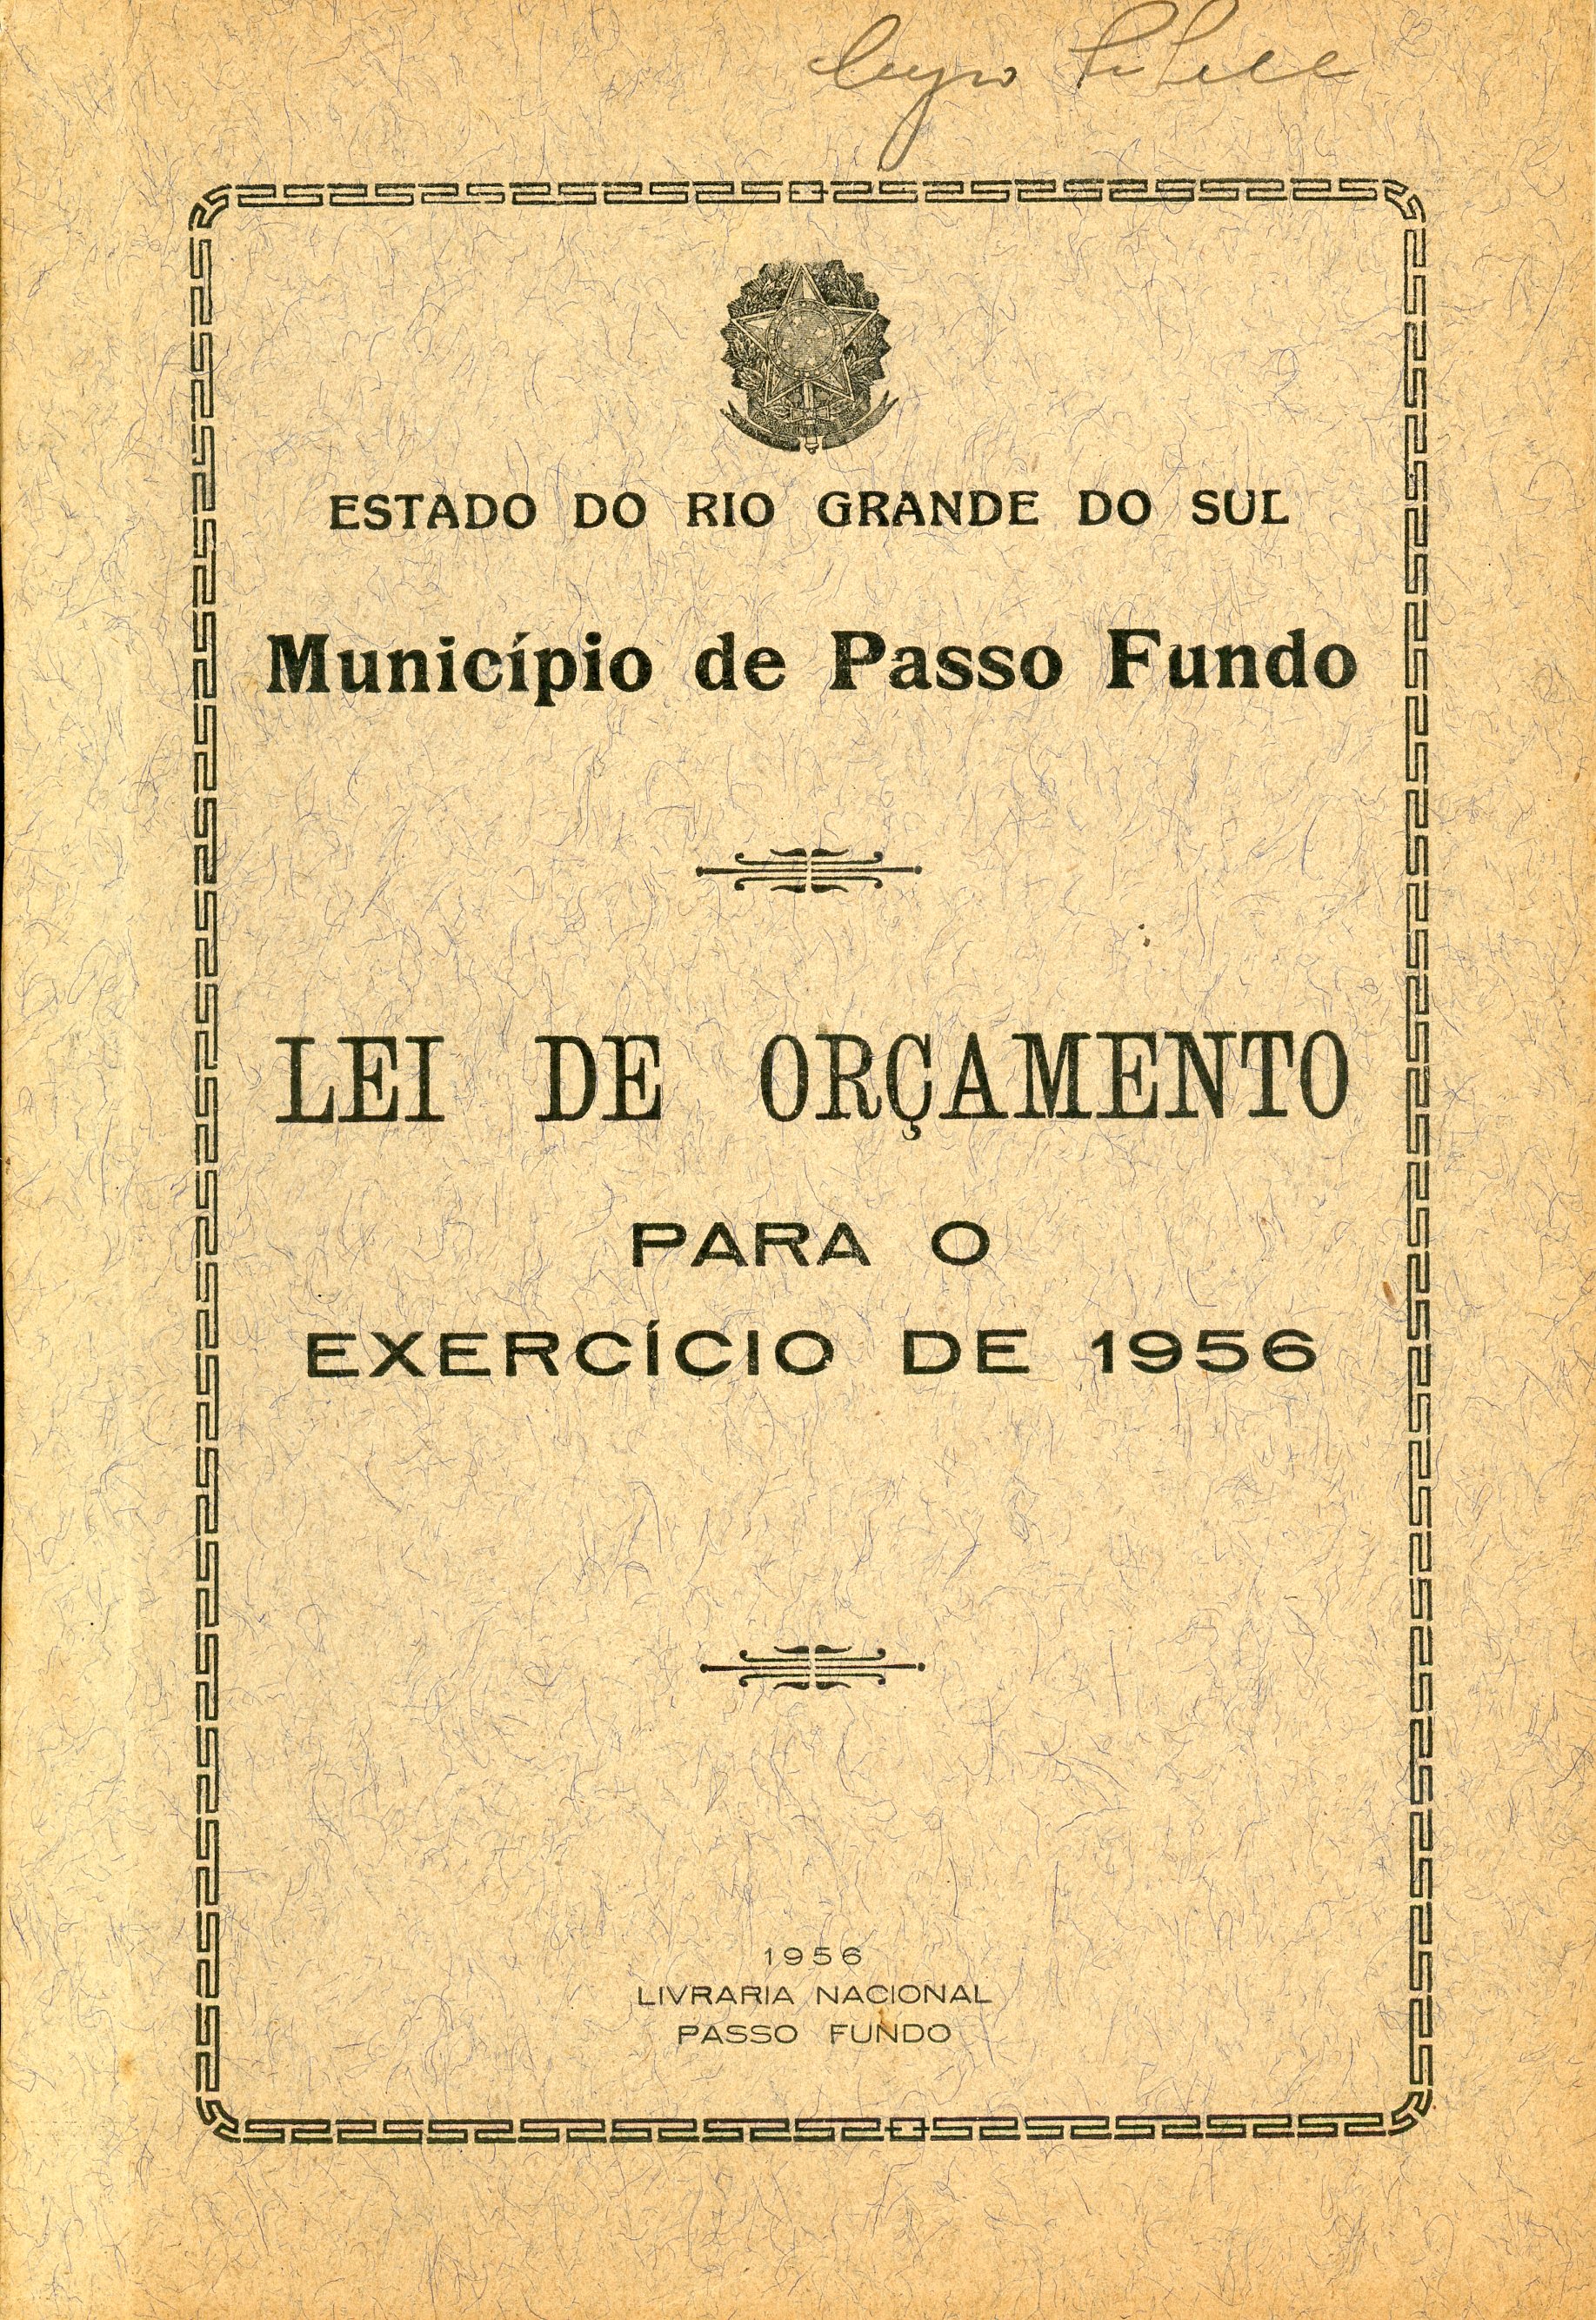 ESTADO DO RIO GRANDE DO SUL
Município de Passo Fundo
LEI DE ORÇAMENTO
PARA O
EXERCÍCIO DE 1956
1956
LIVRARIA NACIONAL
PASSO FUNDO